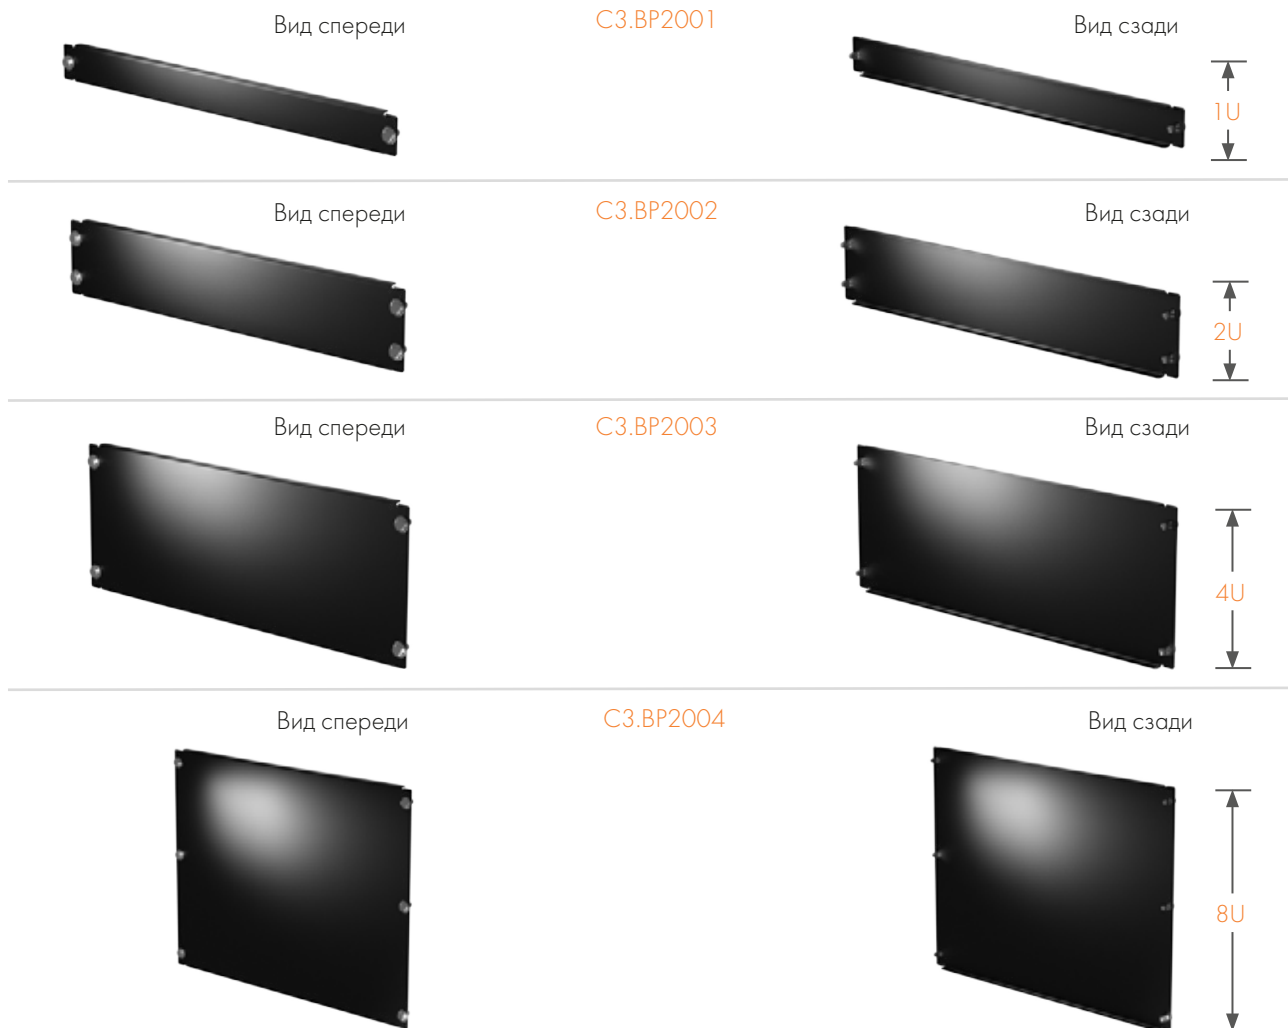 Вид спереди
C3.BP2001
Вид сзади
1U
Вид спереди
C3.BP2002
Вид сзади
2U
Вид спереди
C3.BP2003
Вид сзади
4U
Вид спереди
C3.BP2004
Вид сзади
8U